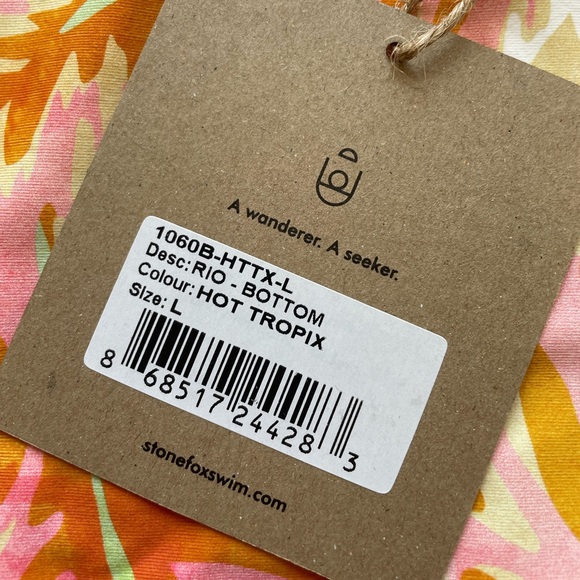 A wanderer. A seeker.
1060B-HTTX-L
Desc: RIO - BOTTOM
Colour: HOT TROPIX
Size: L
8 68517 24428 3
stonefoxswim.com